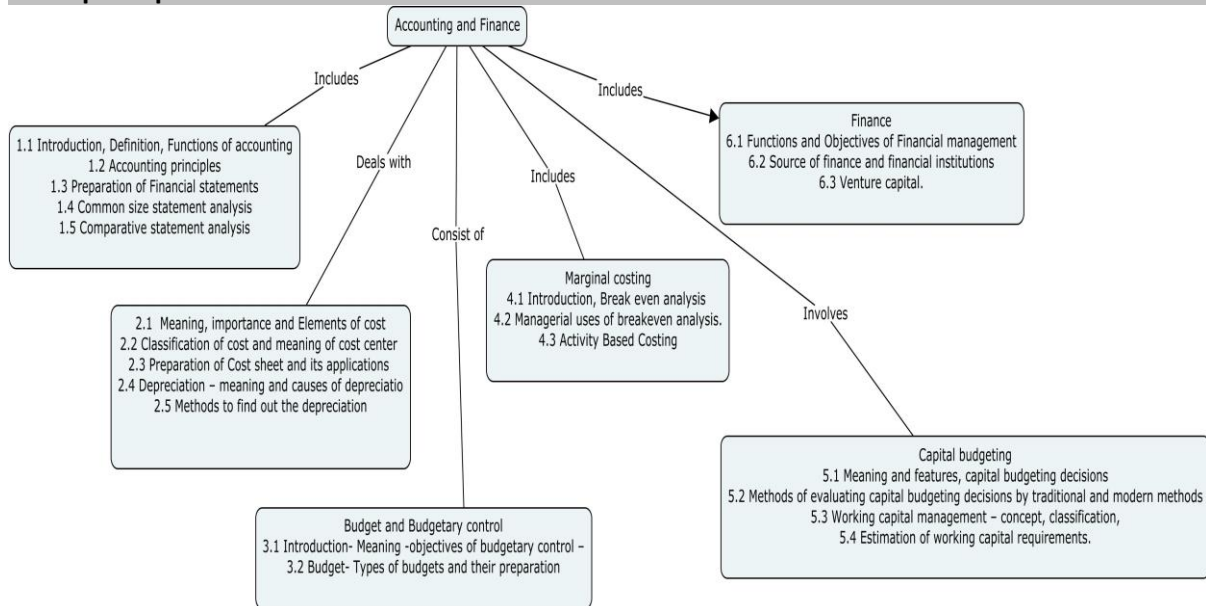 Accounting and Finance
Includes
Includes
Finance
6.1 Functions and Objectives of Financial management
6.2 Source of finance and financial institutions
6.3 Venture capital.
1.1 Introduction, Definition, Functions of accounting
1.2 Accounting principles
1.3 Preparation of Financial statements
1.4 Common size statement analysis
1.5 Comparative statement analysis
Deals with
Includes
Consist of
Marginal costing
4.1 Introduction, Break even analysis
4.2 Managerial uses of breakeven analysis.
4.3 Activity Based Costing
Involves
2.1 Meaning, importance and Elements of cost
2.2 Classification of cost and meaning of cost center
2.3 Preparation of Cost sheet and its applications
2.4 Depreciation – meaning and causes of depreciatio
2.5 Methods to find out the depreciation
Capital budgeting
5.1 Meaning and features, capital budgeting decisions
5.2 Methods of evaluating capital budgeting decisions by traditional and modern methods
5.3 Working capital management – concept, classification,
5.4 Estimation of working capital requirements.
Budget and Budgetary control
3.1 Introduction- Meaning -objectives of budgetary control –
3.2 Budget- Types of budgets and their preparation